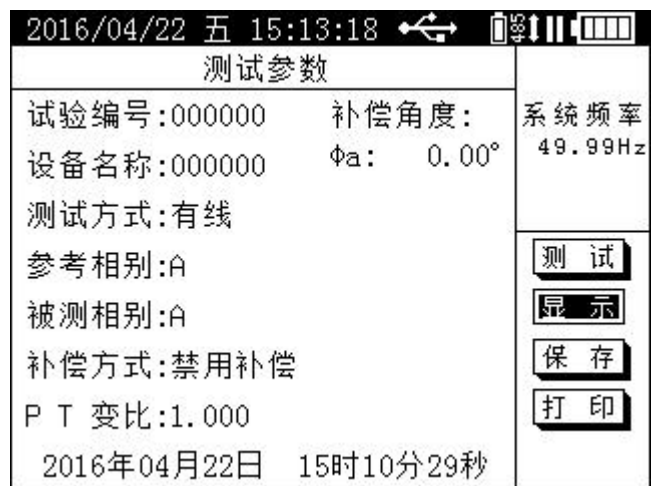 2016/04/22 五 15:13:18
测试参数
试验编号:000000
补偿角度:
设备名称:000000
Φa: 0.00°
测试方式:有线
参考相别:A
被测相别:A
补偿方式:禁用补偿
P T 变比:1.000
2016年04月22日 15时10分29秒
系统频率
49.99Hz
测 试
显 示
保 存
打 印